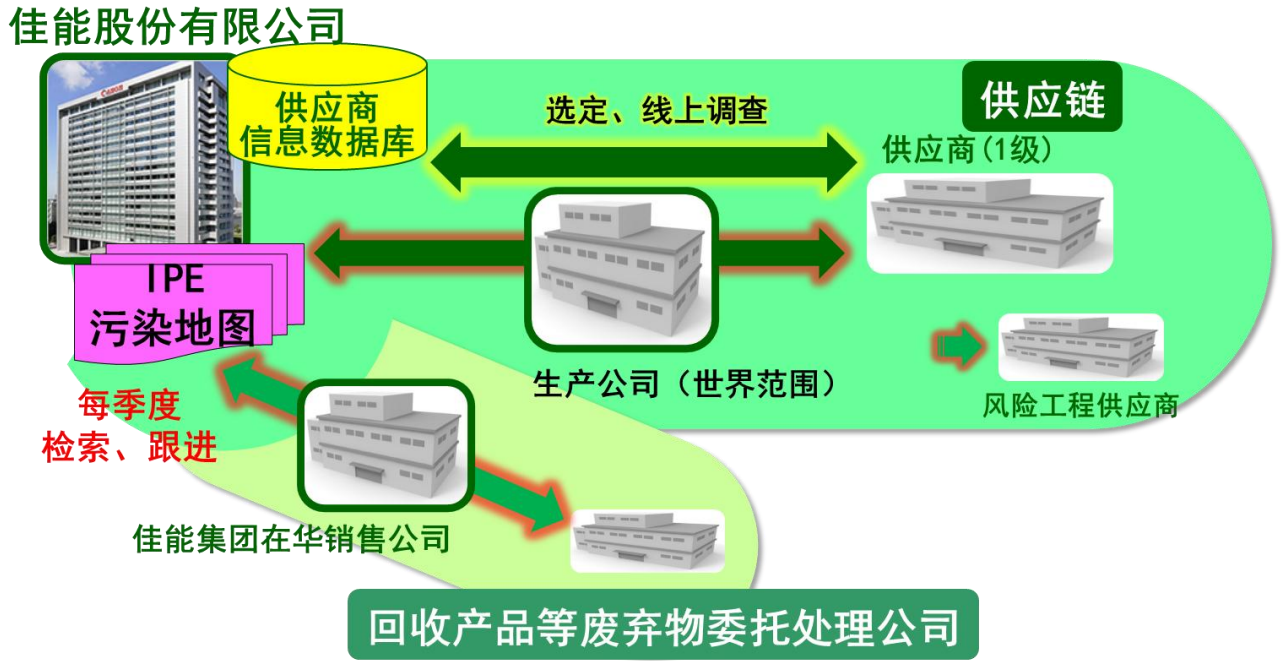 佳能股份有限公司
Canon
供应商
信息数据库
选定、线上调查
供应链
供应商(1级)
IPE
污染地图
生产公司（世界范围）
风险工程供应商
每季度
检索、跟进
佳能集团在华销售公司
回收产品等废弃物委托处理公司